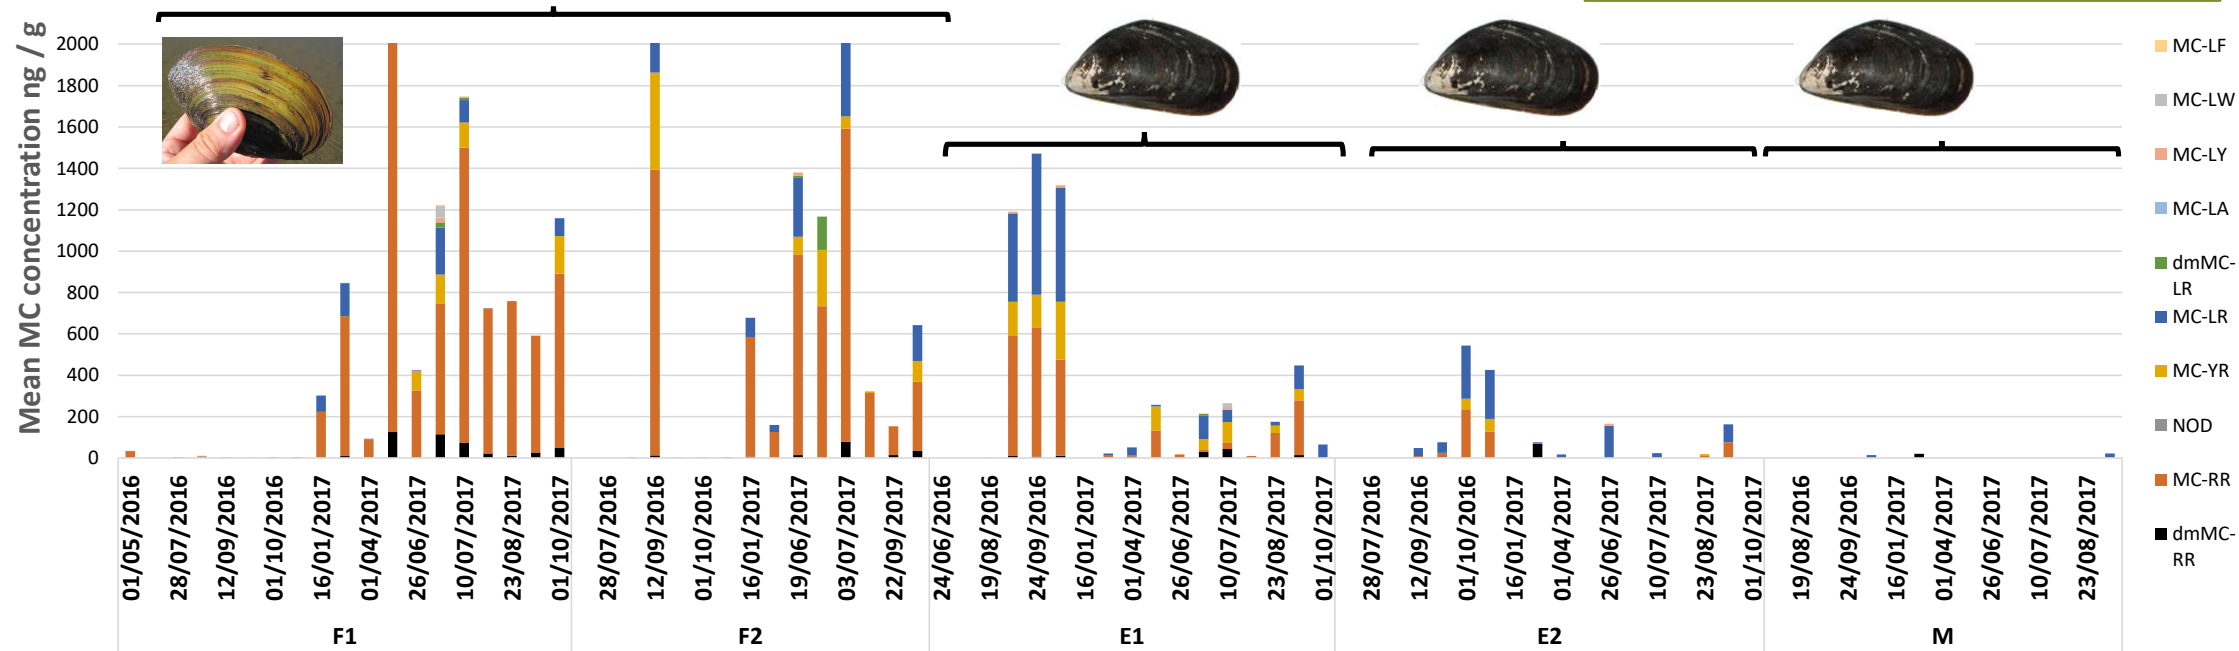 Mean MC concentration ng / g
2000
1800
1600
1400
1200
1000
800
600
400
200
0
01/05/2016
28/07/2016
12/09/2016
01/10/2016
16/01/2017
01/04/2017
26/06/2017
10/07/2017
23/08/2017
01/10/2017
28/07/2016
12/09/2016
01/10/2016
16/01/2017
19/06/2017
03/07/2017
22/09/2017
24/06/2016
19/08/2016
24/09/2016
16/01/2017
01/04/2017
26/06/2017
10/07/2017
23/08/2017
01/10/2017
28/07/2016
12/09/2016
01/10/2016
16/01/2017
01/04/2017
26/06/2017
10/07/2017
23/08/2017
01/10/2017
19/08/2016
24/09/2016
16/01/2017
01/04/2017
26/06/2017
10/07/2017
23/08/2017
F1
F2
E1
E2
M
MC-LF
MC-LW
MC-LY
MC-LA
dmMC-
LR
MC-LR
MC-YR
NOD
MC-RR
dmMC-
RR